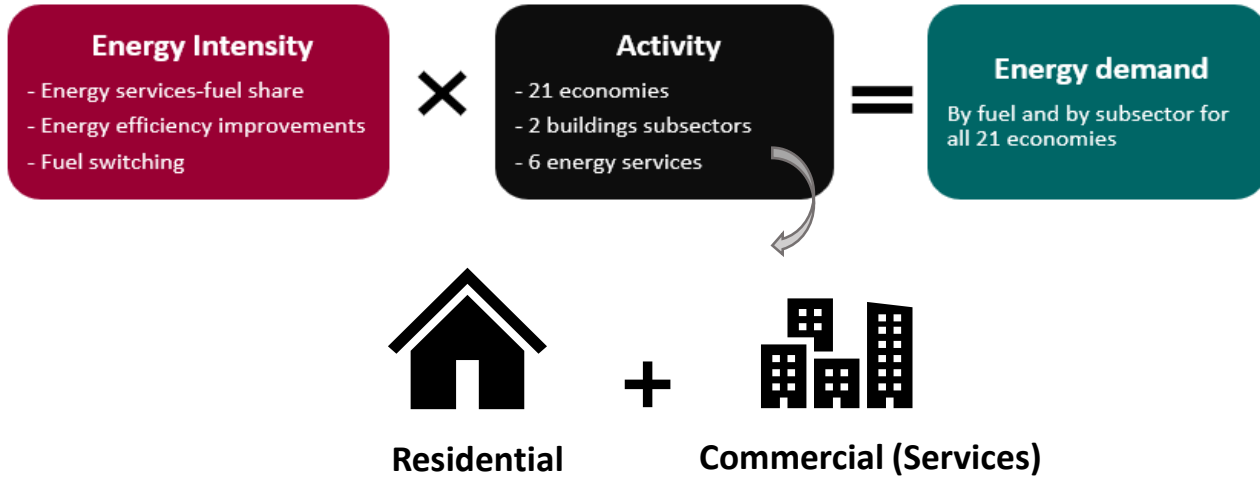 Energy Intensity
- Energy services-fuel share
- Energy efficiency improvements
- Fuel switching
×
Activity
- 21 economies
- 2 buildings subsectors
- 6 energy services
=
Energy demand
By fuel and by subsector for
all 21 economies
+
Residential
Commercial (Services)